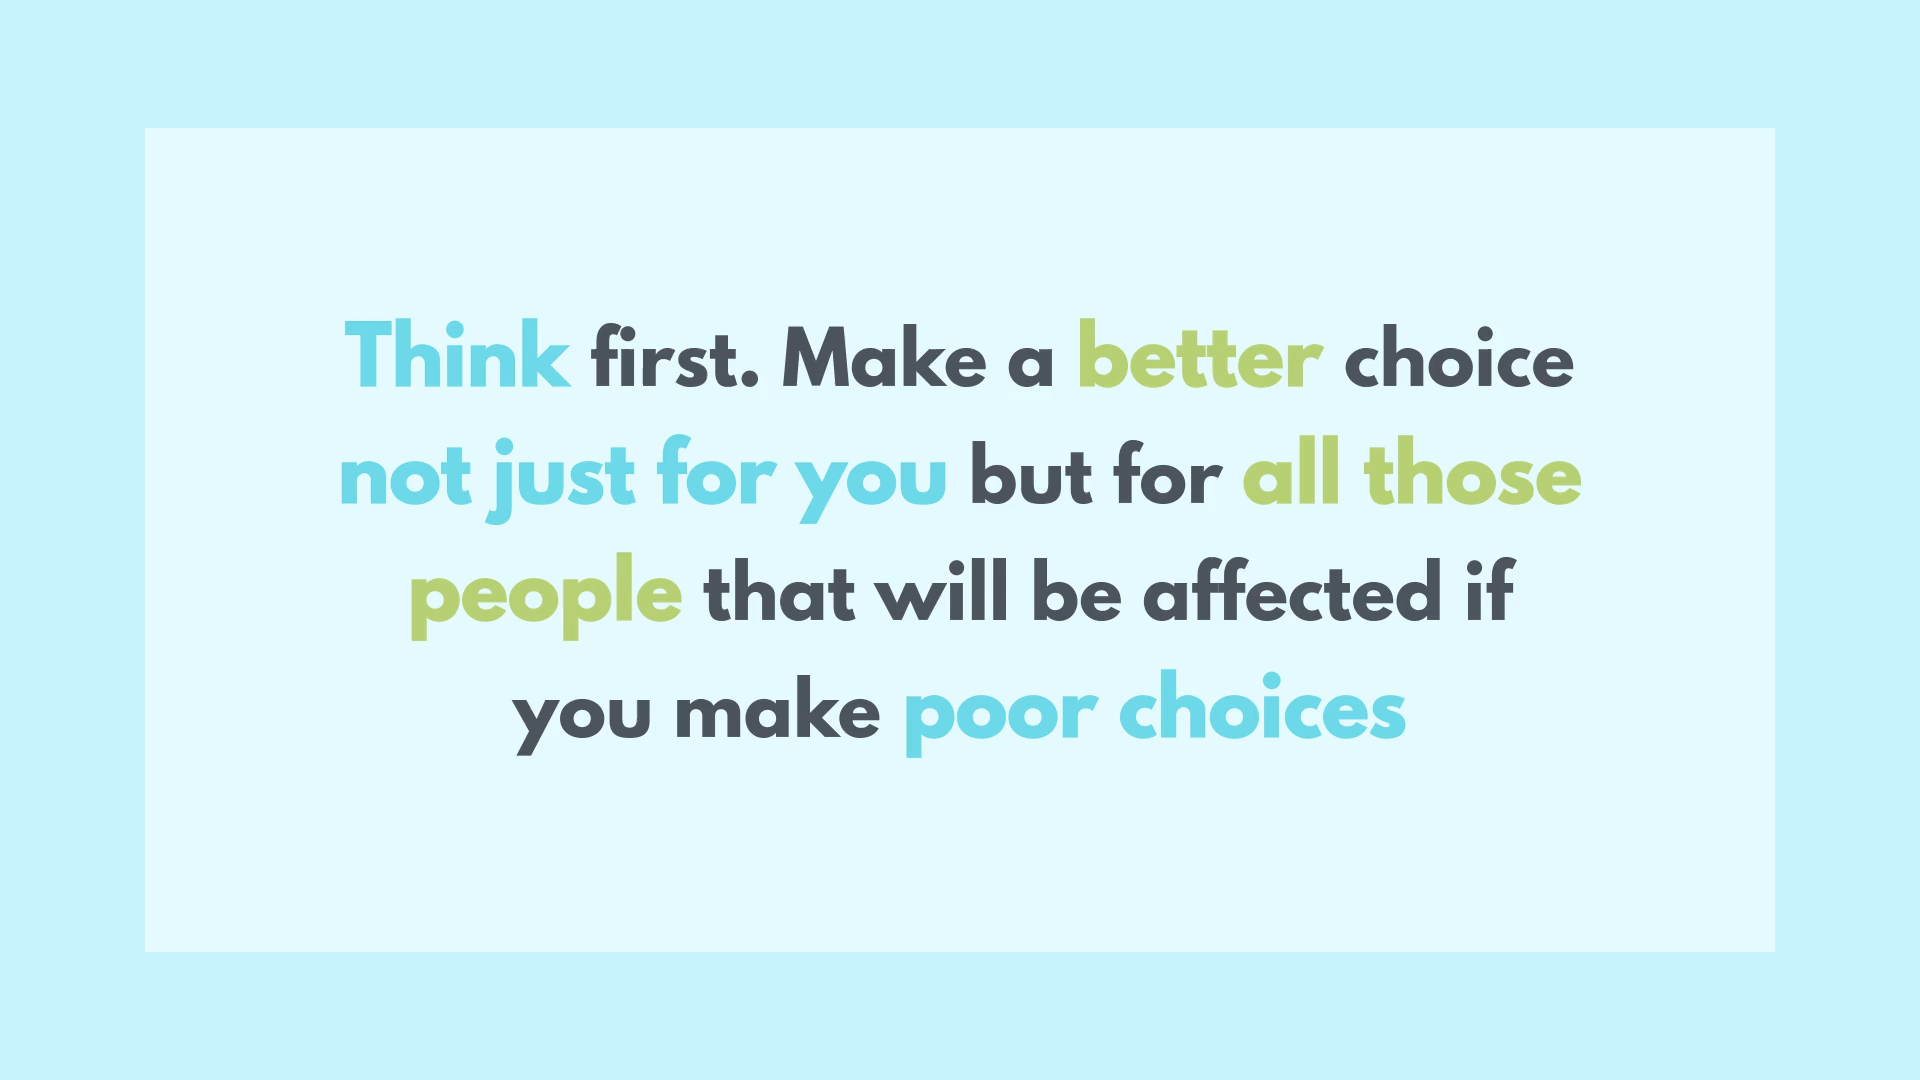 Think first. Make a better choice
not just for you but for all those
people that will be affected if
you make poor choices